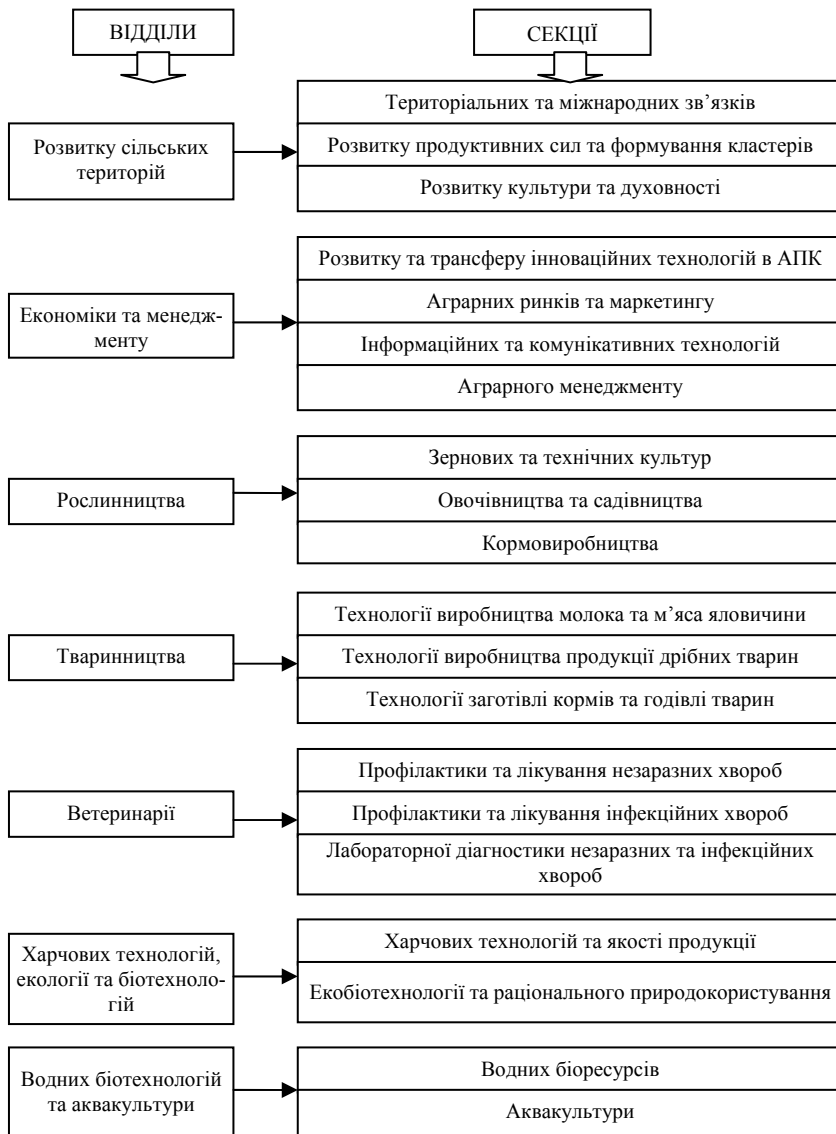 ВІДДІЛИ
СЕКЦІЇ
Розвитку сільських
територій
Територіальних та міжнародних зв’язків
Розвитку продуктивних сил та формування кластерів
Розвитку культури та духовності
Економіки та менедж-
менту
Розвитку та трансферу інноваційних технологій в АПК
Аграрних ринків та маркетингу
Інформаційних та комунікативних технологій
Аграрного менеджменту
Рослинництва
Зернових та технічних культур
Овочівництва та садівництва
Кормовиробництва
Тваринництва
Технології виробництва молока та м’яса яловичини
Технології виробництва продукції дрібних тварин
Технології заготівлі кормів та годівлі тварин
Ветеринарії
Профілактики та лікування незаразних хвороб
Профілактики та лікування інфекційних хвороб
Лабораторної діагностики незаразних та інфекційних
хвороб
Харчових технологій,
екології та біотехноло-
гій
Харчових технологій та якості продукції
Екобіотехнології та раціонального природокористування
Водних біотехнологій
та аквакультури
Водних біоресурсів
Аквакультури